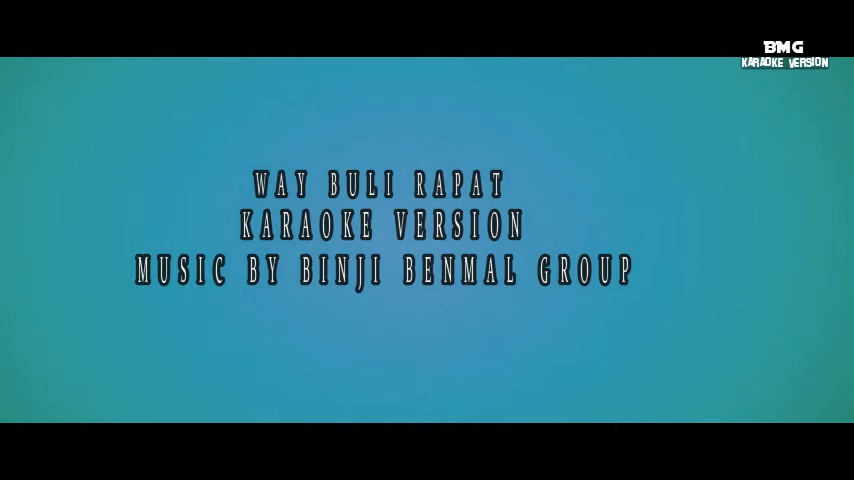 BMG
KARAOKE VERSION
WAY BULI RAPAT
KARAOKE VERSION
MUSIC BY BINJI BENMAL GROUP